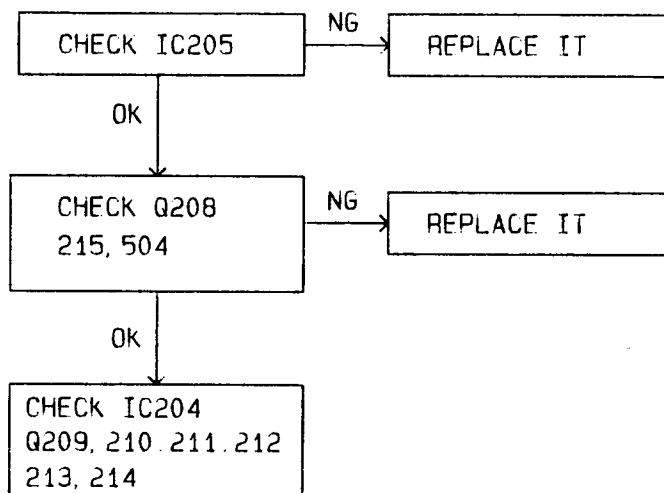 CHECK IC205
NG
REPLACE IT
OK
CHECK Q208
215, 504
NG
REPLACE IT
OK
CHECK IC204
Q209, 210.211.212
213, 214